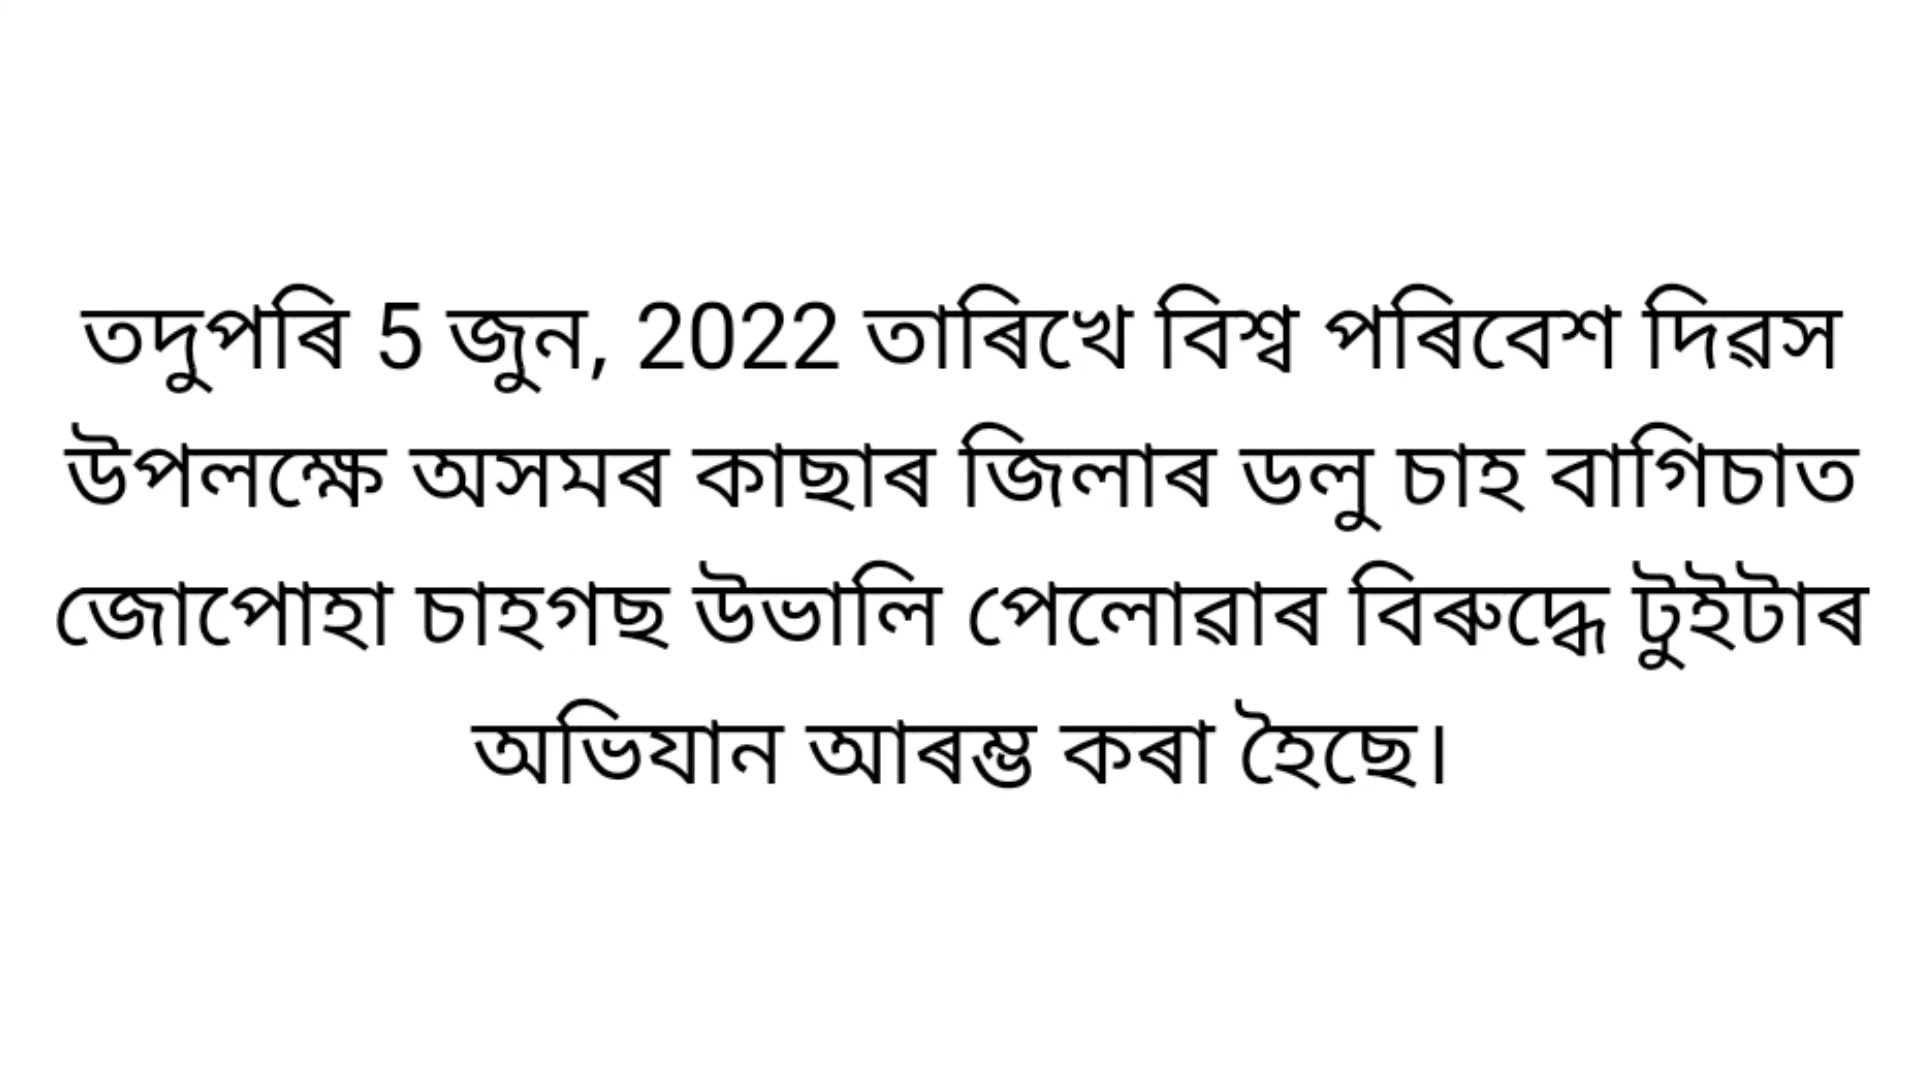 তদুপৰি 5 জুন, 2022 তাৰিখে বিশ্ব পৰিবেশ দিৱস
উপলক্ষে অসমৰ কাছাৰ জিলাৰ ডলু চাহ বাগিচাত
জোপোহা চাহগছ উভালি পেলোৱাৰ বিৰুদ্ধে টুইটাৰ
অভিযান আৰম্ভ কৰা হৈছে।